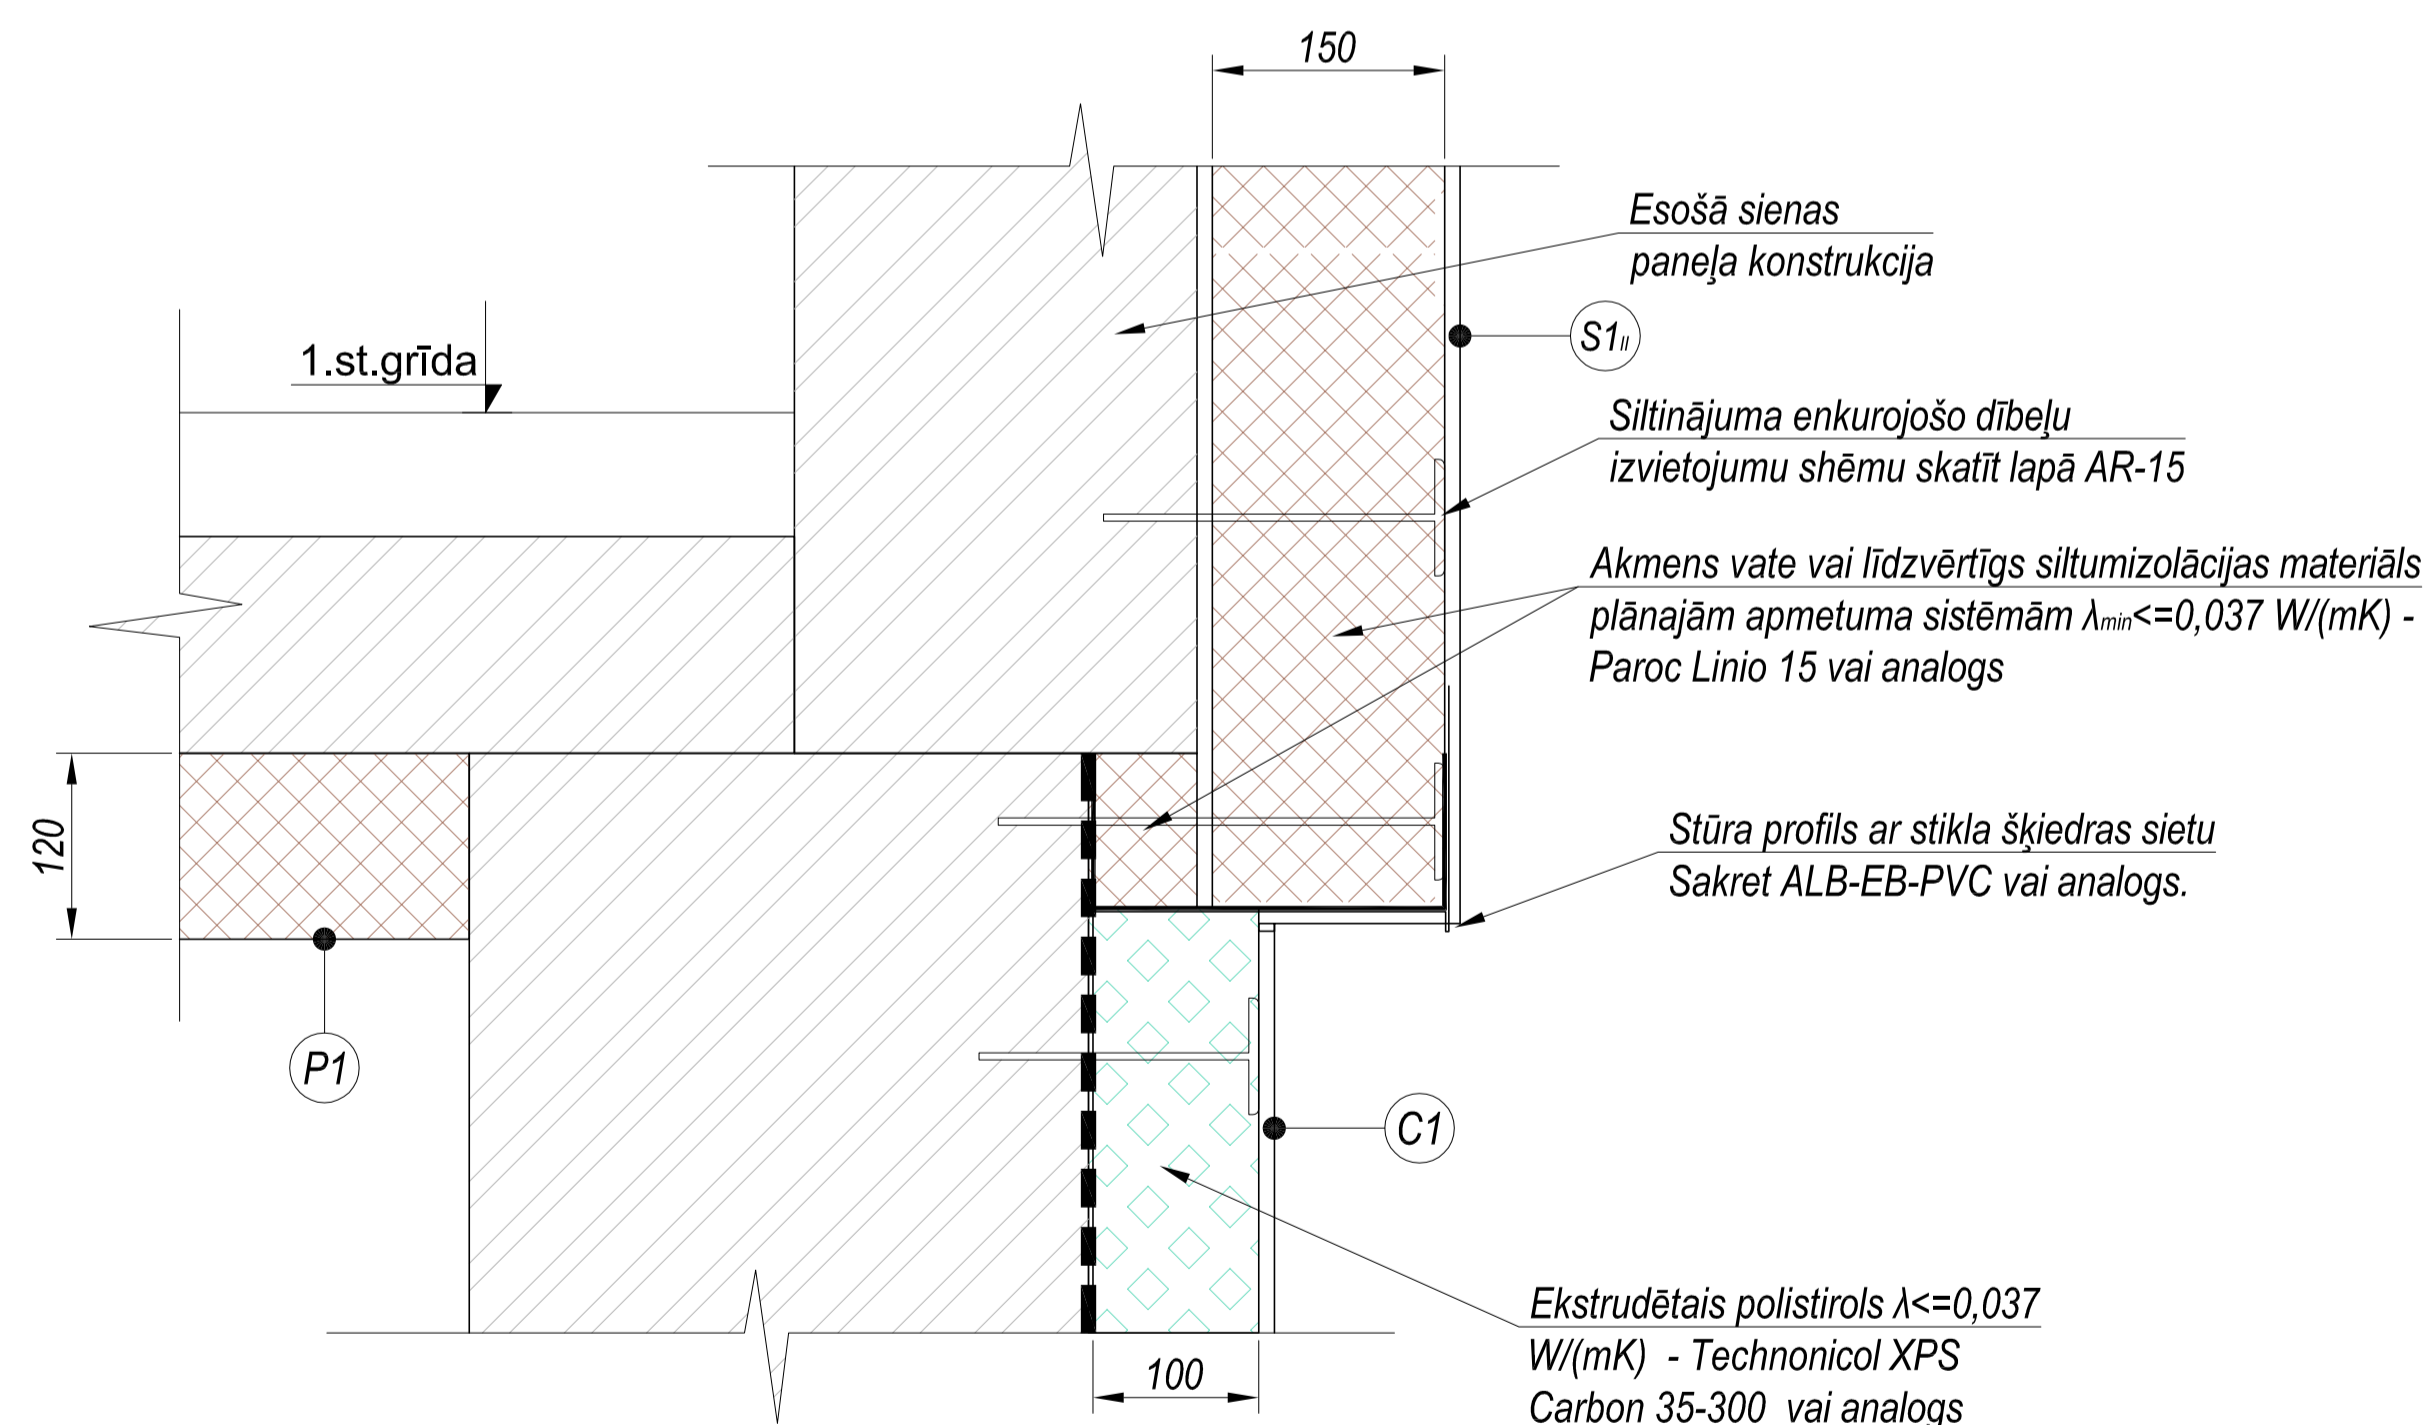 150
Esošā sienas
paneļa konstrukcija
S1II
1.st.grīda
Siltinājuma enkurojošo dībeļu
izvietojumu shēmu skatīt lapā AR-15
Akmens vate vai līdzvērtīgs siltumizolācijas materiāls
plānajām apmetuma sistēmām λmin<=0,037 W/(mK) -
Paroc Linio 15 vai analogs
120
Stūra profils ar stikla šķiedras sietu
Sakret ALB-EB-PVC vai analogs.
P1
C1
Ekstrudētais polistirols λ<=0,037
W/(mK) - Technonicol XPS
Carbon 35-300 vai analogs
100